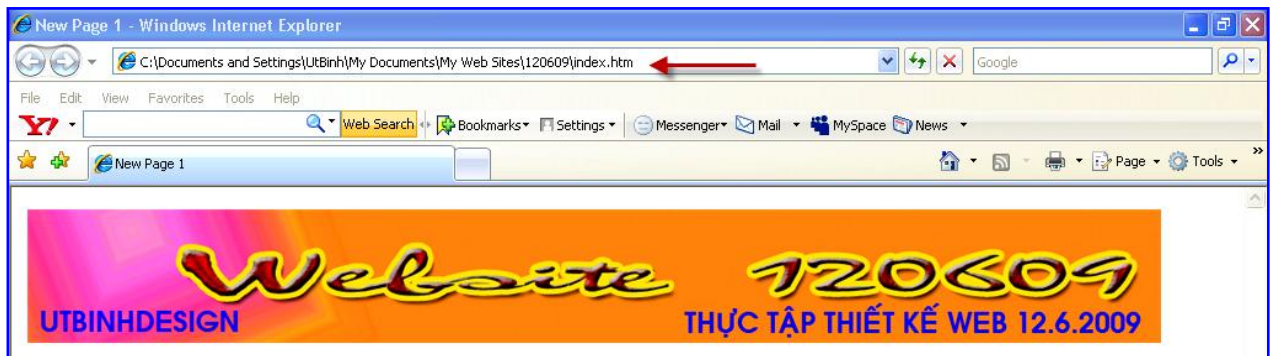 New Page 1 - Windows Internet Explorer
C:\Documents and Settings\UtBinh\My Documents\My Web Sites\120609\index.htm Google
File Edit View Favorites Tools Help
Y! Web Search Bookmarks Settings Messenger Mail MySpace News
New Page 1 Page Tools »
Website 120609
UTBINHDESIGN THỰC TẬP THIẾT KẾ WEB 12.6.2009